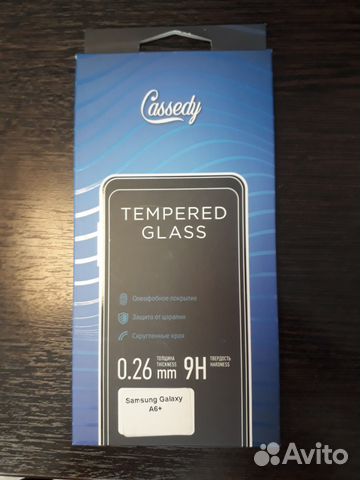 Cassedy
TEMPERED
GLASS
Олеофобное покрытие
Защита от царапин
Скругленные края
0.26 mm ТОЛЩИНА THICKNESS 9H ТВЕРДОСТЬ HARDNESS
Samsung Galaxy
A6+
Avito